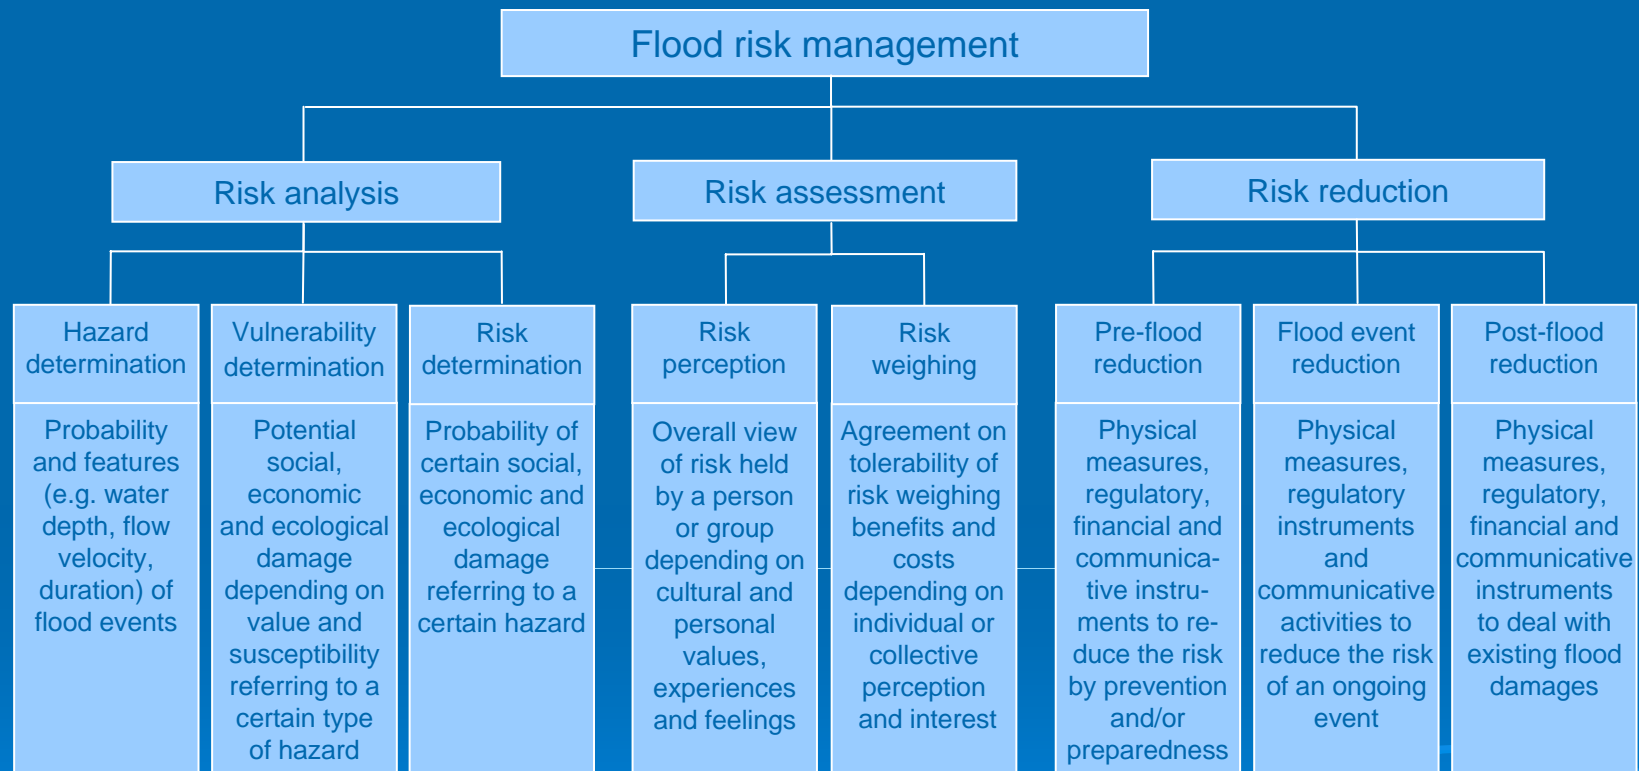 Flood risk management
Risk analysis
Risk assessment
Risk reduction
Hazard
determination
Probability
and features
(e.g. water
depth, flow
velocity,
duration) of
flood events
Vulnerability
determination
Potential
social,
economic
and ecological
damage
depending on
value and
susceptibility
referring to a
certain type
of hazard
Risk
determination
Probability of
certain social,
economic and
ecological
damage
referring to a
certain hazard
Risk
perception
Overall view
of risk held
by a person
or group
depending on
cultural and
personal
values,
experiences
and feelings
Risk
weighing
Agreement on
tolerability of
risk weighing
benefits and
costs
depending on
individual or
collective
perception
and interest
Pre-flood
reduction
Physical
measures,
regulatory,
financial and
communica-
tive instru-
ments to re-
duce the risk
by prevention
and/or
preparedness
Flood event
reduction
Physical
measures,
regulatory
instruments
and
communicative
activities to
reduce the risk
of an ongoing
event
Post-flood
reduction
Physical
measures,
regulatory,
financial and
communicative
instruments
to deal with
existing flood
damages